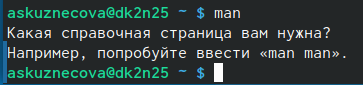 askuznecova@dk2n25 ~ $ man
Какая справочная страница вам нужна?
Например, попробуйте ввести «man man».
askuznecova@dk2n25 ~ $